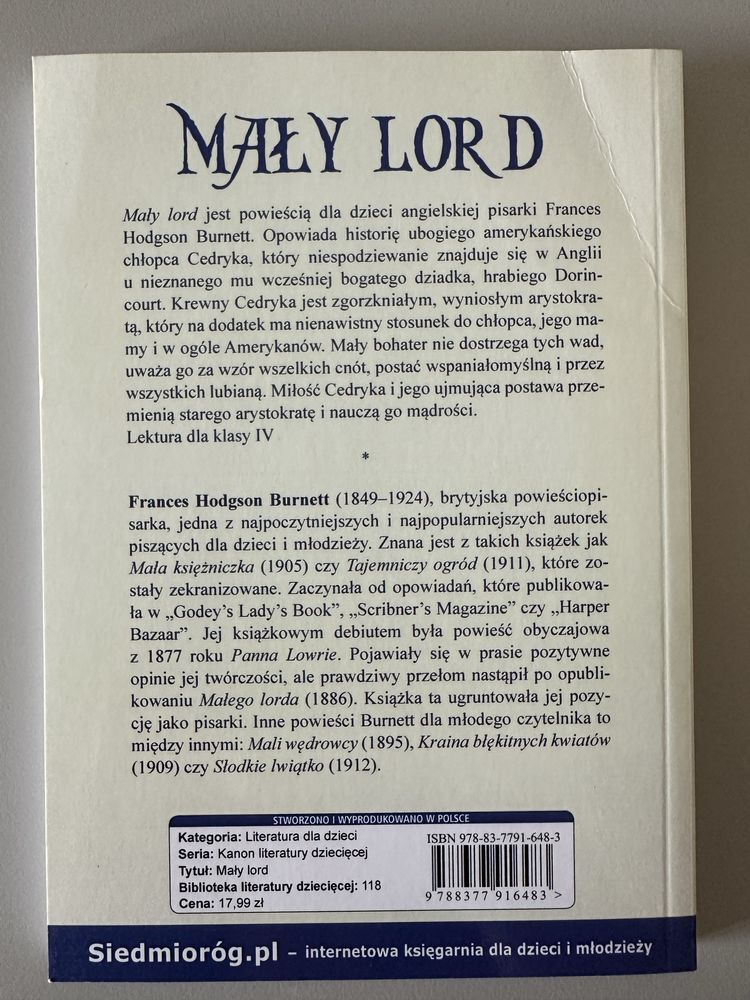 MAŁY LORD
Mały lord jest powieścią dla dzieci angielskiej pisarki Frances
Hodgson Burnett. Opowiada historię ubogiego amerykańskiego
chłopca Cedryka, który niespodziewanie znajduje się w Anglii
u nieznanego mu wcześniej bogatego dziadka, hrabiego Dorin-
court. Krewny Cedryka jest zgorzkniałym, wyniosłym arystokra-
tą, który na dodatek ma nienawistny stosunek do chłopca, jego ma-
my i w ogóle Amerykanów. Mały bohater nie dostrzega tych wad,
uważa go za wzór wszelkich cnót, postać wspaniałomyślną i przez
wszystkich lubianą. Miłość Cedryka i jego ujmująca postawa prze-
mienią starego arystokratę i nauczą go mądrości.
Lektura dla klasy IV
*
Frances Hodgson Burnett (1849–1924), brytyjska powieściopi-
sarka, jedna z najpoczytniejszych i najpopularniejszych autorek
piszących dla dzieci i młodzieży. Znana jest z takich książek jak
Mała księżniczka (1905) czy Tajemniczy ogród (1911), które zo-
stały zekranizowane. Zaczynała od opowiadań, które publikowa-
ła w „Godey's Lady's Book”, „Scribner's Magazine” czy „Harper
Bazaar”. Jej książkowym debiutem była powieść obyczajowa
z 1877 roku Panna Lowrie. Pojawiały się w prasie pozytywne
opinie jej twórczości, ale prawdziwy przełom nastąpił po opubli-
kowaniu Małego lorda (1886). Książka ta ugruntowała jej pozy-
cję jako pisarki. Inne powieści Burnett dla młodego czytelnika to
między innymi: Mali wędrowcy (1895), Kraina błękitnych kwiatów
(1909) czy Słodkie lwiątko (1912).
STWORZONO I WYPRODUKOWANO W POLSCE
Kategoria: Literatura dla dzieci
Seria: Kanon literatury dziecięcej
Tytuł: Mały lord
Biblioteka literatury dziecięcej: 118
Cena: 17,99 zł
ISBN 978-83-7791-648-3
9 788377 916483 >
Siedmioróg.pl – internetowa księgarnia dla dzieci i młodzieży